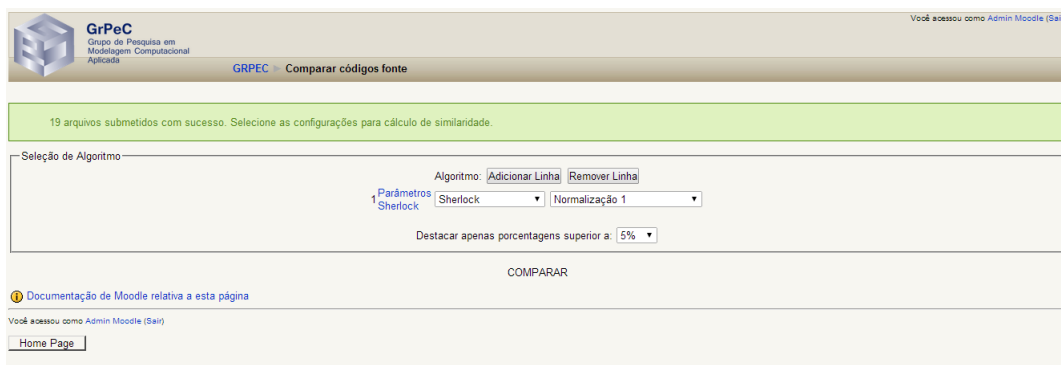 Você acessou como Admin Moodle (Sai
GrPeC
Grupo de Pesquisa em
Modelagem Computacional
Aplicada
GRPEC ► Comparar códigos fonte
19 arquivos submetidos com sucesso. Selecione as configurações para cálculo de similaridade.
Seleção de Algoritmo
Algoritmo: Adicionar Linha Remover Linha
1 Parâmetros Sherlock Sherlock Normalização 1
Destacar apenas porcentagens superior a: 5%
COMPARAR
Documentação de Moodle relativa a esta página
Você acessou como Admin Moodle (Sair)
Home Page